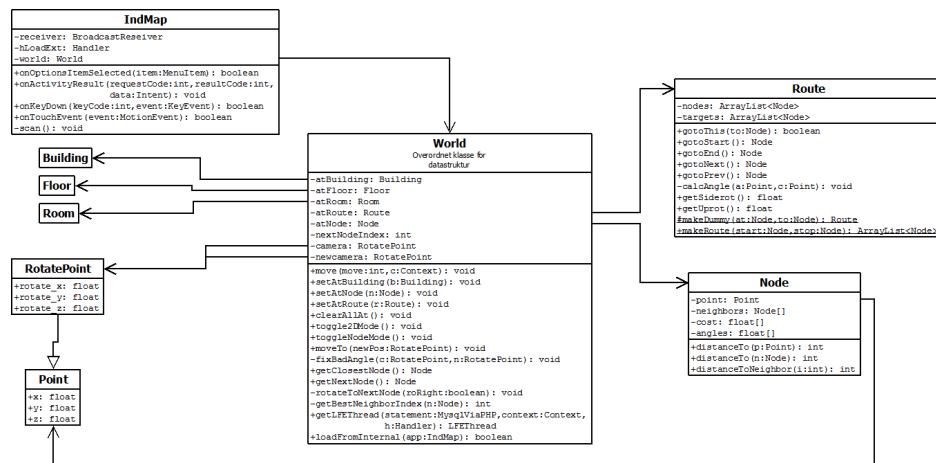 IndMap
-receiver: BroadcastReseiver
-hLoadExt: Handler
-world: World
+onOptionsItemSelected(item:MenuItem): boolean
+onActivityResult(requestCode:int,resultCode:int,
data:Intent): void
+onKeyDown(keyCode:int,event:KeyEvent): boolean
+onTouchEvent(event:MotionEvent): boolean
-scan(): void
Building
Floor
Room
RotatePoint
+rotate_x: float
+rotate_y: float
+rotate_z: float
Point
+x: float
+y: float
+z: float
World
Overordnet klasse for
datastruktur
-atBuilding: Building
-atFloor: Floor
-atRoom: Room
-atRoute: Route
-atNode: Node
-nextNodeIndex: int
-camera: RotatePoint
-newcamera: RotatePoint
+move(move:int,c:Context): void
+setAtBuilding(b:Building): void
+setAtNode(n:Node): void
+setAtRoute(r:Route): void
+clearAllAt(): void
+toggle2DMode(): void
+toggleNodeMode(): void
+moveTo(newPos:RotatePoint): void
-fixBadAngle(c:RotatePoint,n:RotatePoint): void
+getClosestNode(): Node
+getNextNode(): Node
-rotateToNextNode(roRight:boolean): void
-getBestNeighborIndex(n:Node): int
+getLFEThread(statement:MysqlViaPHP,context:Context,
h:Handler): LFEThread
+loadFromInternal(app:IndMap): boolean
Route
-nodes: ArrayList<Node>
-targets: ArrayList<Node>
+gotoThis(to:Node): boolean
+gotoStart(): Node
+gotoEnd(): Node
+gotoNext(): Node
+gotoPrev(): Node
-calcAngle(a:Point,c:Point): void
+getSiderot(): float
+getUprot(): float
#makeDummy(at:Node,to:Node): Route
+makeRoute(start:Node,stop:Node): ArrayList<Node>
Node
-point: Point
-neighbors: Node[]
-cost: float[]
-angles: float[]
+distanceTo(p:Point): int
+distanceTo(n:Node): int
+distanceToNeighbor(i:int): int